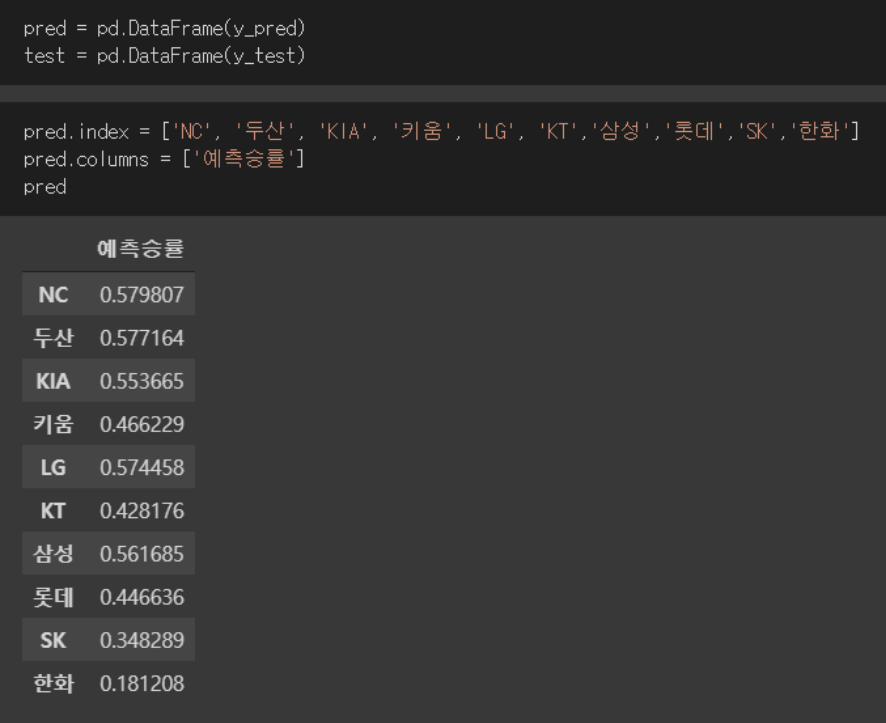 pred = pd.DataFrame(y_pred)
test = pd.DataFrame(y_test)
pred.index = ['NC', '두산', 'KIA', '키움', 'LG', 'KT','삼성','롯데','SK','한화']
pred.columns = ['예측승률']
pred
예측승률
NC 0.579807
두산 0.577164
KIA 0.553665
키움 0.466229
LG 0.574458
KT 0.428176
삼성 0.561685
롯데 0.446636
SK 0.348289
한화 0.181208